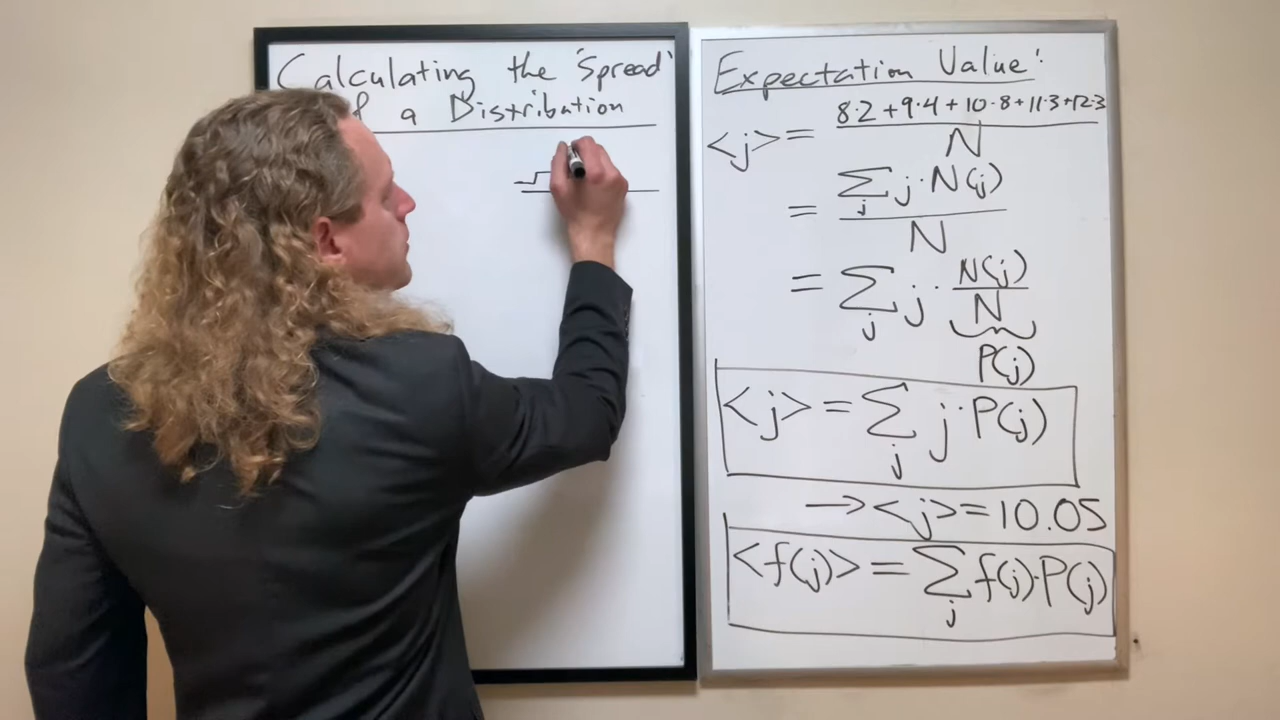 Calculating the 'Spread'
of a Distribution
Expectation Value:
<j> = 8·2 + 9·4 + 10·8 + 11·3 + 12·3
N
= Σ j · N(j)
j
N
= Σ j · N(j)
j N
P(j)
<j> = Σ j · P(j)
j
→ <j> = 10.05
<f(j)> = Σ f(j) · P(j)
j